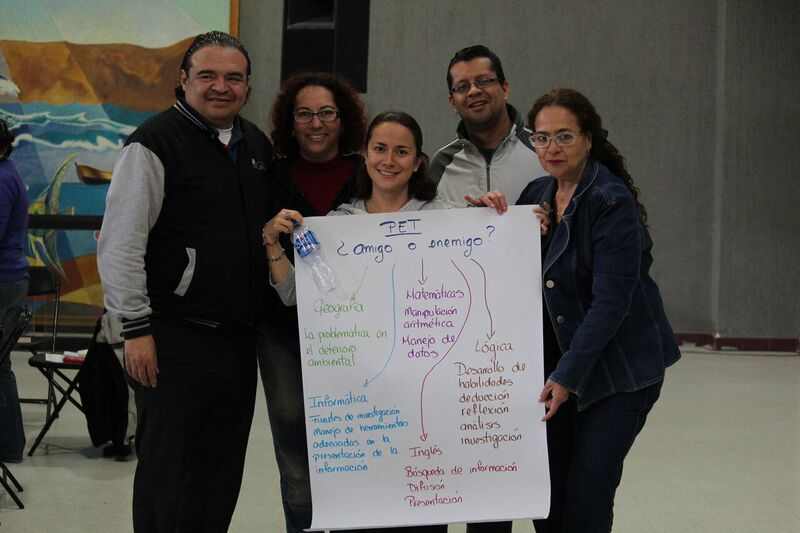 PET
¿ amigo o enemigo ?
Geografía
La problemática en
el deterioro
ambiental
Matemáticas
Manipulación
aritmética
Manejo de
datos
Lógica
Desarrollo de
habilidades
deducción
reflexión
análisis
investigación
Informática
Fuentes de investigación
Manejo de herramientas
adecuadas en la
presentación de la
información
Inglés
Búsqueda de información
Difusión
Presentación